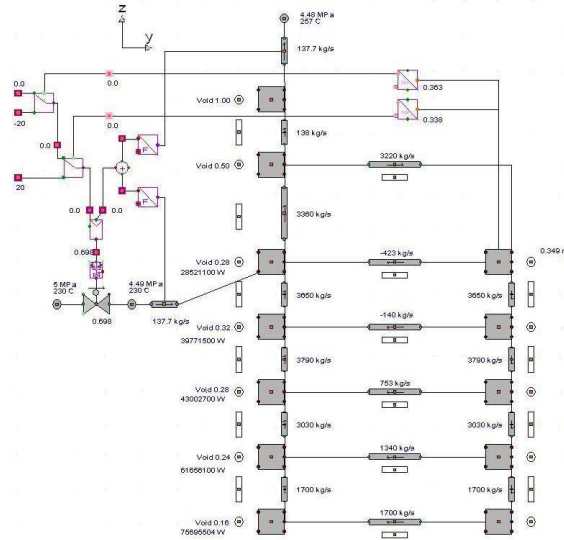 z
y
4.48 MPa
257 C
137.7 kg/s
0.0
0.0
0.363
-20
Void 1.00
0.0
0.338
0.0
138 kg/s
F
Void 0.50
3220 kg/s
20
F
3360 kg/s
0.0
0.0
0.698
Void 0.28
-423 kg/s
0.349
28521100 W
5 MPa
230 C
4.49 MPa
230 C
3650 kg/s
3650 kg/s
0.698
137.7 kg/s
Void 0.32
-140 kg/s
39771500 W
3790 kg/s
3790 kg/s
Void 0.28
753 kg/s
43002700 W
3030 kg/s
3030 kg/s
Void 0.24
1340 kg/s
61656100 W
1700 kg/s
1700 kg/s
Void 0.16
1700 kg/s
75695504 W